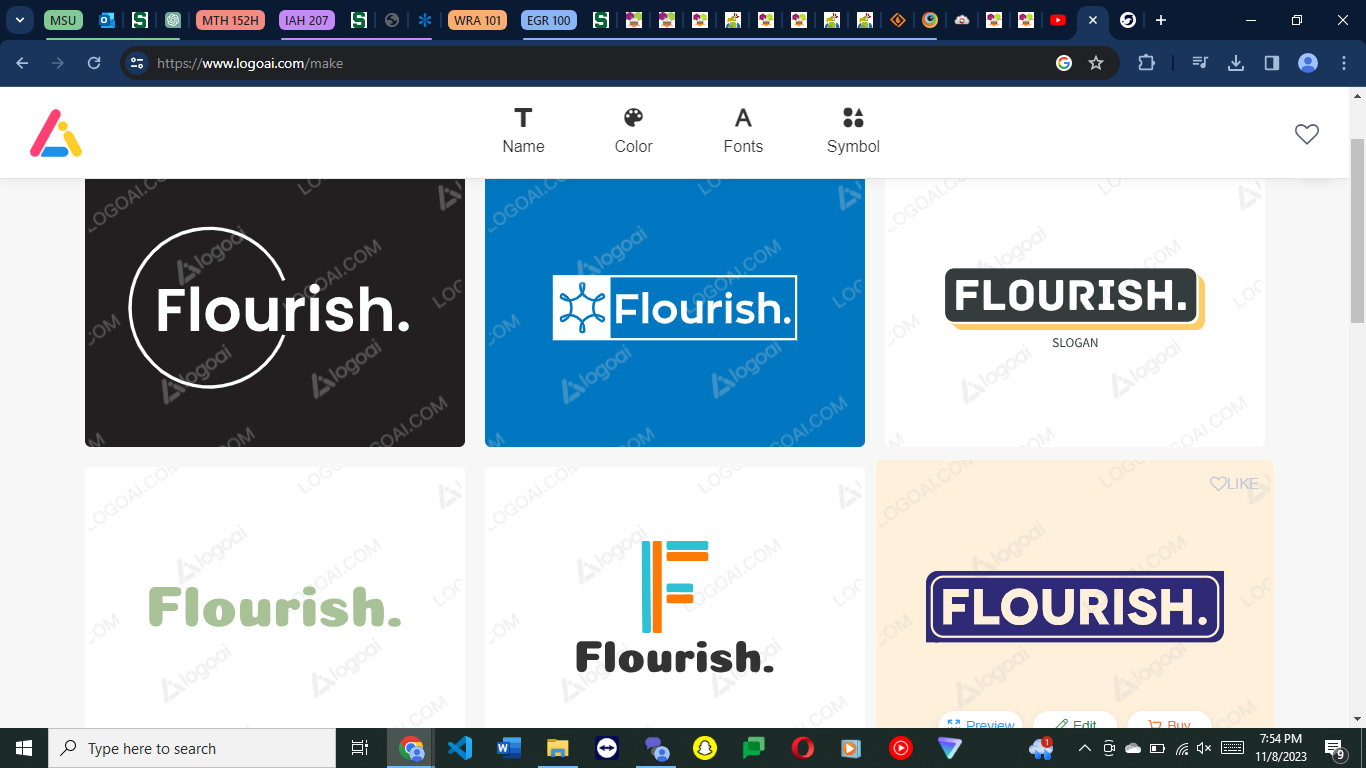 MSU
MTH 152H
IAH 207
WRA 101
EGR 100
https://www.logoai.com/make
Name
Color
Fonts
Symbol
LOGOAI.COM
logoai
Flourish.
Flourish.
FLOURISH.
SLOGAN
LIKE
Flourish.
Flourish.
FLOURISH.
Preview
Edit
Buy
Type here to search
1
7:54 PM
11/8/2023
9